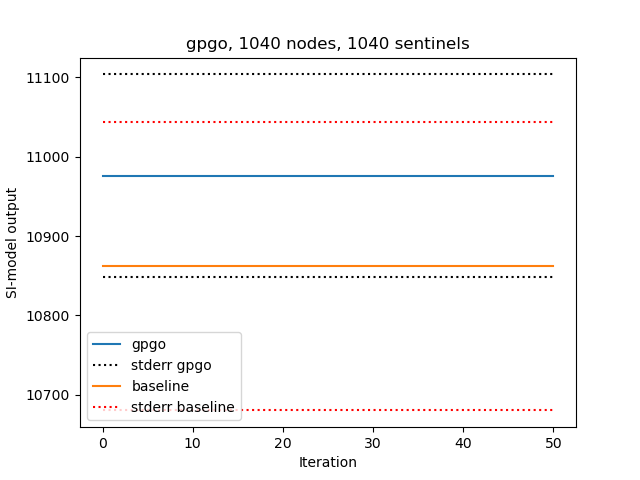 gpgo, 1040 nodes, 1040 sentinels
11100
11000
10900
10800
10700
SI-model output
gpgo
stderr gpgo
baseline
stderr baseline
0 10 20 30 40 50
Iteration